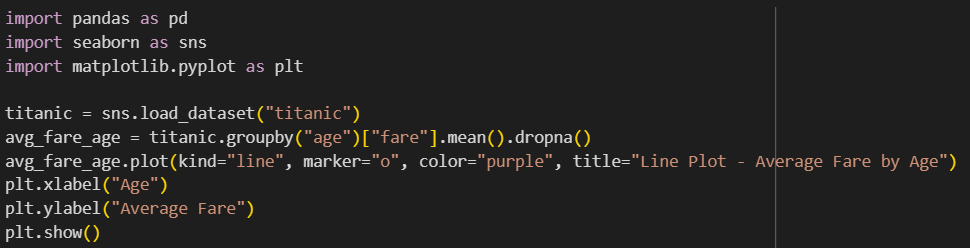 import pandas as pd
import seaborn as sns
import matplotlib.pyplot as plt
titanic = sns.load_dataset("titanic")
avg_fare_age = titanic.groupby("age")["fare"].mean().dropna()
avg_fare_age.plot(kind="line", marker="o", color="purple", title="Line Plot - Average Fare by Age")
plt.xlabel("Age")
plt.ylabel("Average Fare")
plt.show()